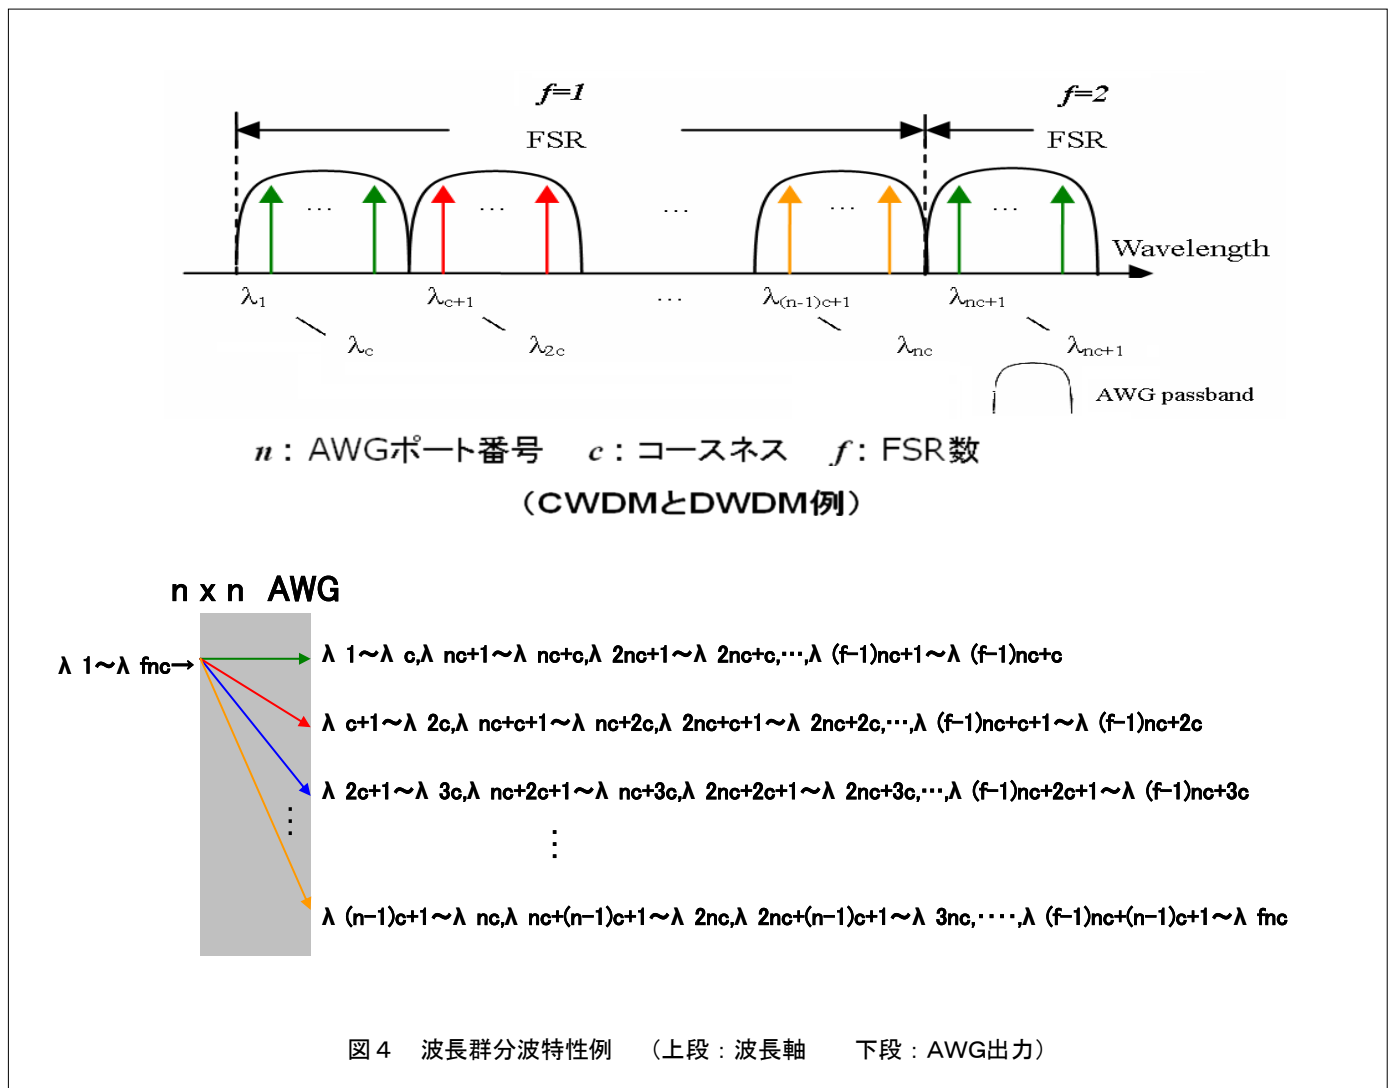 f=1 f=2
FSR FSR
… … … … …
Wavelength
λ1 λc+1 … λ(n-1)c+1 λnc+1
λc λ2c λnc λnc+1
AWG passband
n : AWGポート番号 c : コースネス f : FSR数
（CWDMとDWDM例）
n x n AWG
λ 1～λ fnc→
λ 1～λ c,λ nc+1～λ nc+c,λ 2nc+1～λ 2nc+c,…,λ (f-1)nc+1～λ (f-1)nc+c
λ c+1～λ 2c,λ nc+c+1～λ nc+2c,λ 2nc+c+1～λ 2nc+2c,…,λ (f-1)nc+c+1～λ (f-1)nc+2c
λ 2c+1～λ 3c,λ nc+2c+1～λ nc+3c,λ 2nc+2c+1～λ 2nc+3c,…,λ (f-1)nc+2c+1～λ (f-1)nc+3c
⋮ ⋮
λ (n-1)c+1～λ nc,λ nc+(n-1)c+1～λ 2nc,λ 2nc+(n-1)c+1～λ 3nc,‥‥,λ (f-1)nc+(n-1)c+1～λ fnc
図４ 波長群分波特性例 （上段：波長軸 下段：AWG出力）